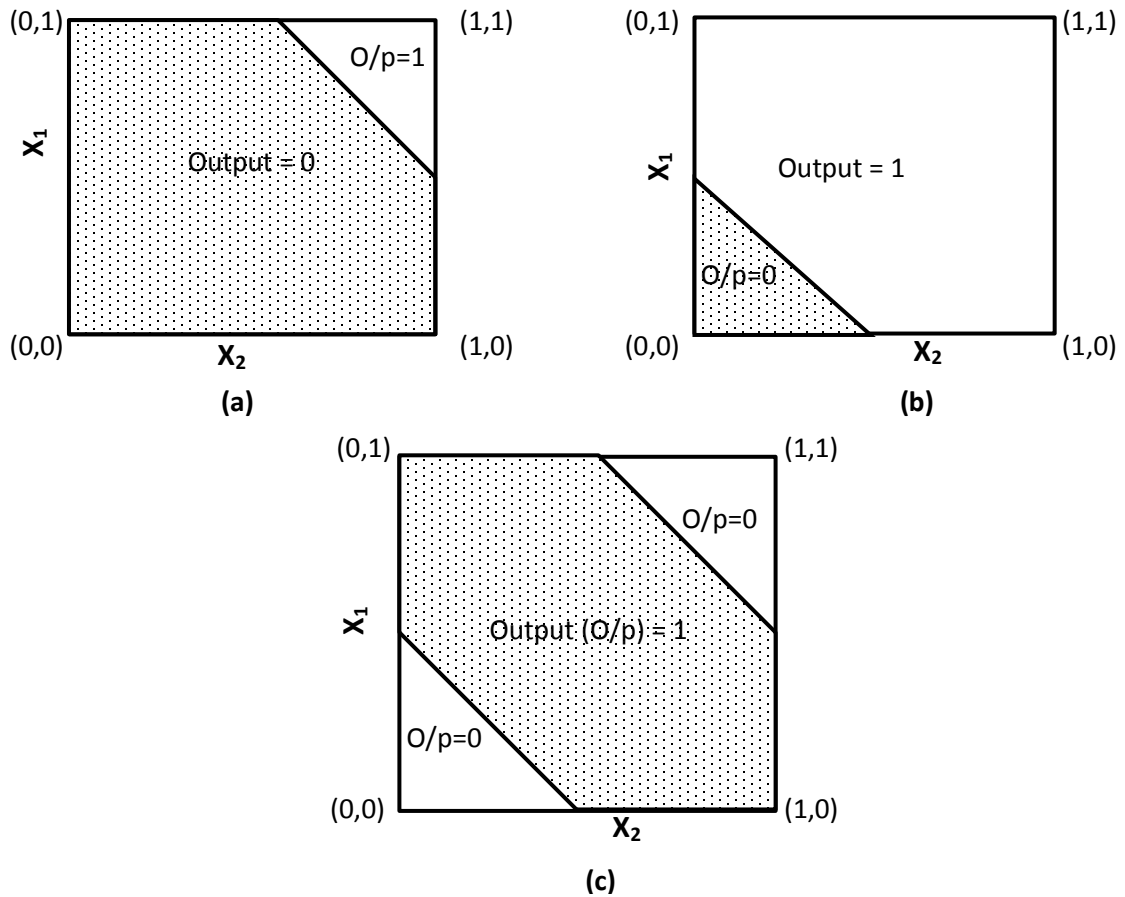 (0,1)
(1,1)
O/p=1
X1
Output = 0
(0,0)
(1,0)
X2
(a)
(0,1)
(1,1)
X1
Output = 1
O/p=0
(0,0)
(1,0)
X2
(b)
(0,1)
(1,1)
O/p=0
X1
Output (O/p) = 1
O/p=0
(0,0)
(1,0)
X2
(c)